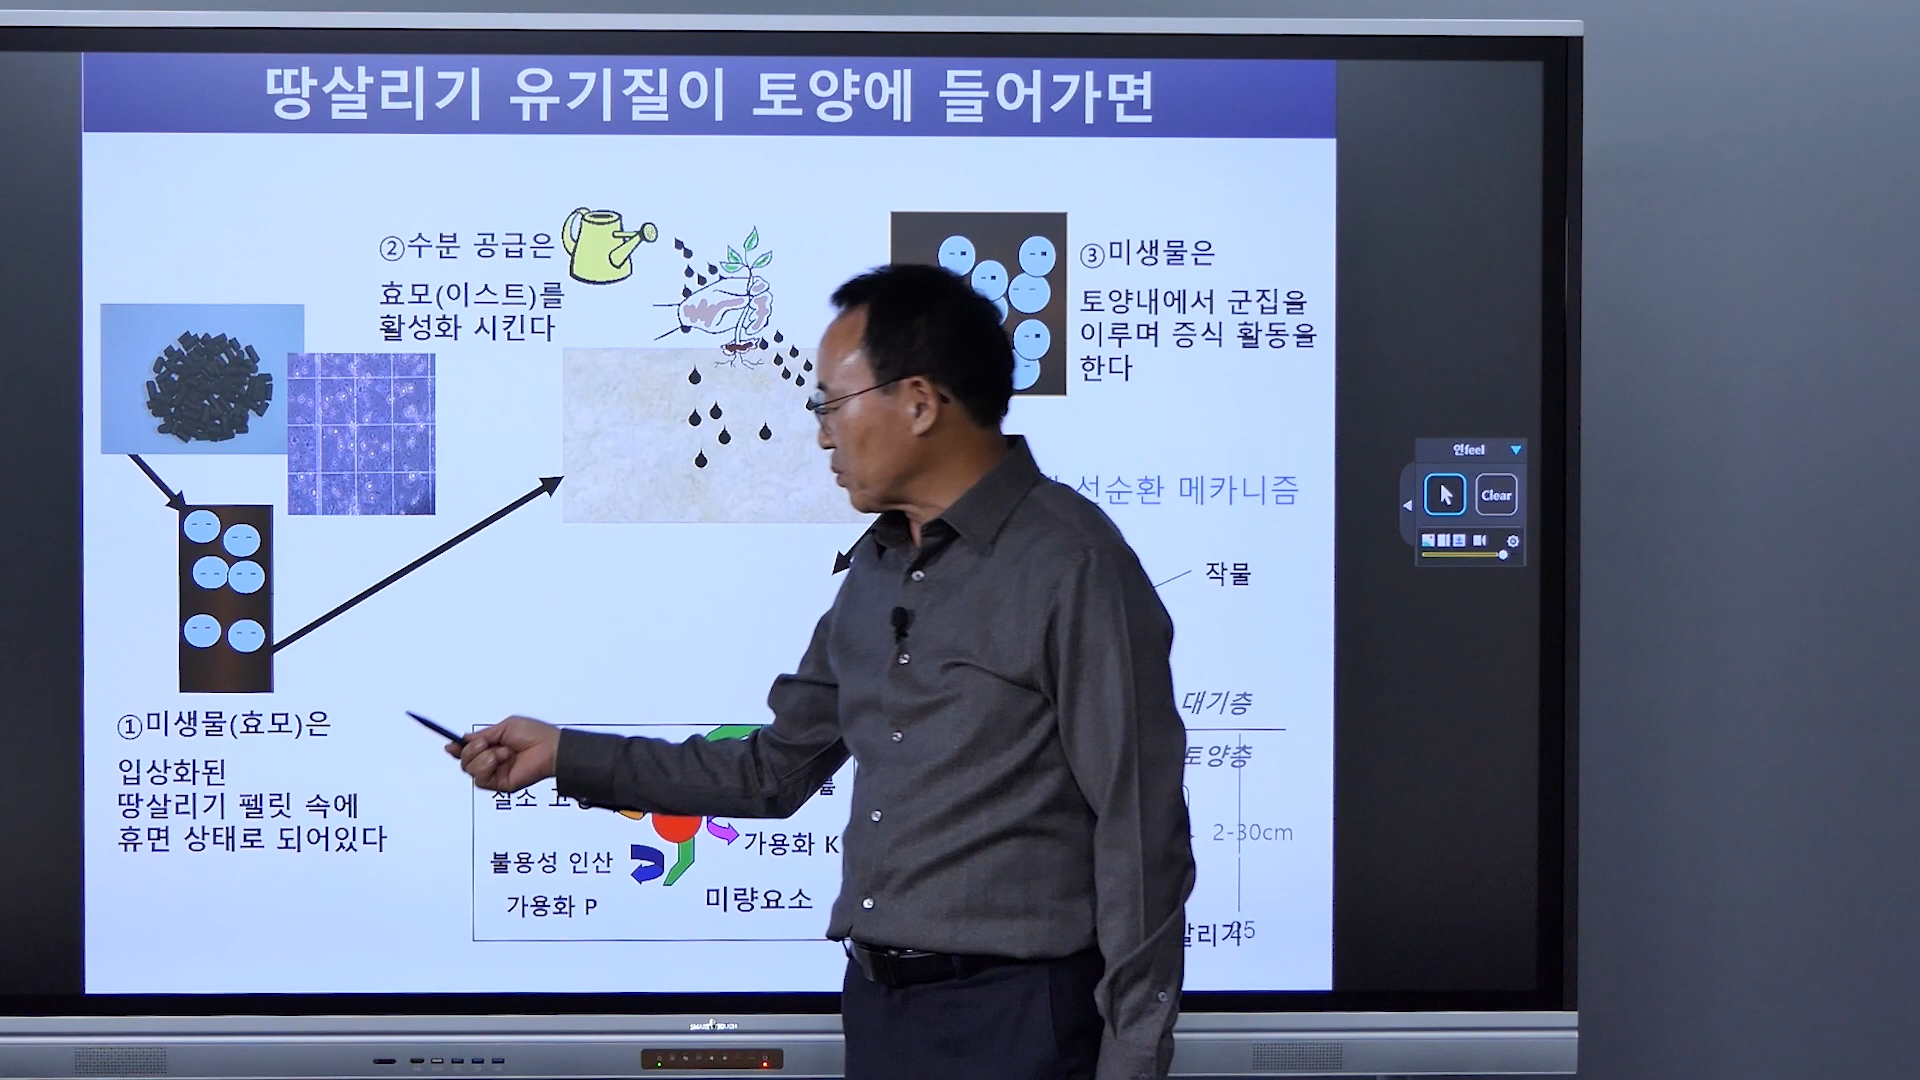 땅살리기 유기질이 토양에 들어가면
②수분 공급은
효모(이스트)를
활성화 시킨다
③미생물은
토양내에서 군집을
이루며 증식 활동을
한다
선순환 메카니즘
작물
①미생물(효모)은
입상화된
땅살리기 펠릿 속에
휴면 상태로 되어있다
대기층
토양층
2-30cm
질소
불용성 인산
가용화 P
가용화 K
미량요소
25
인feel
Clear
SMART TOUCH